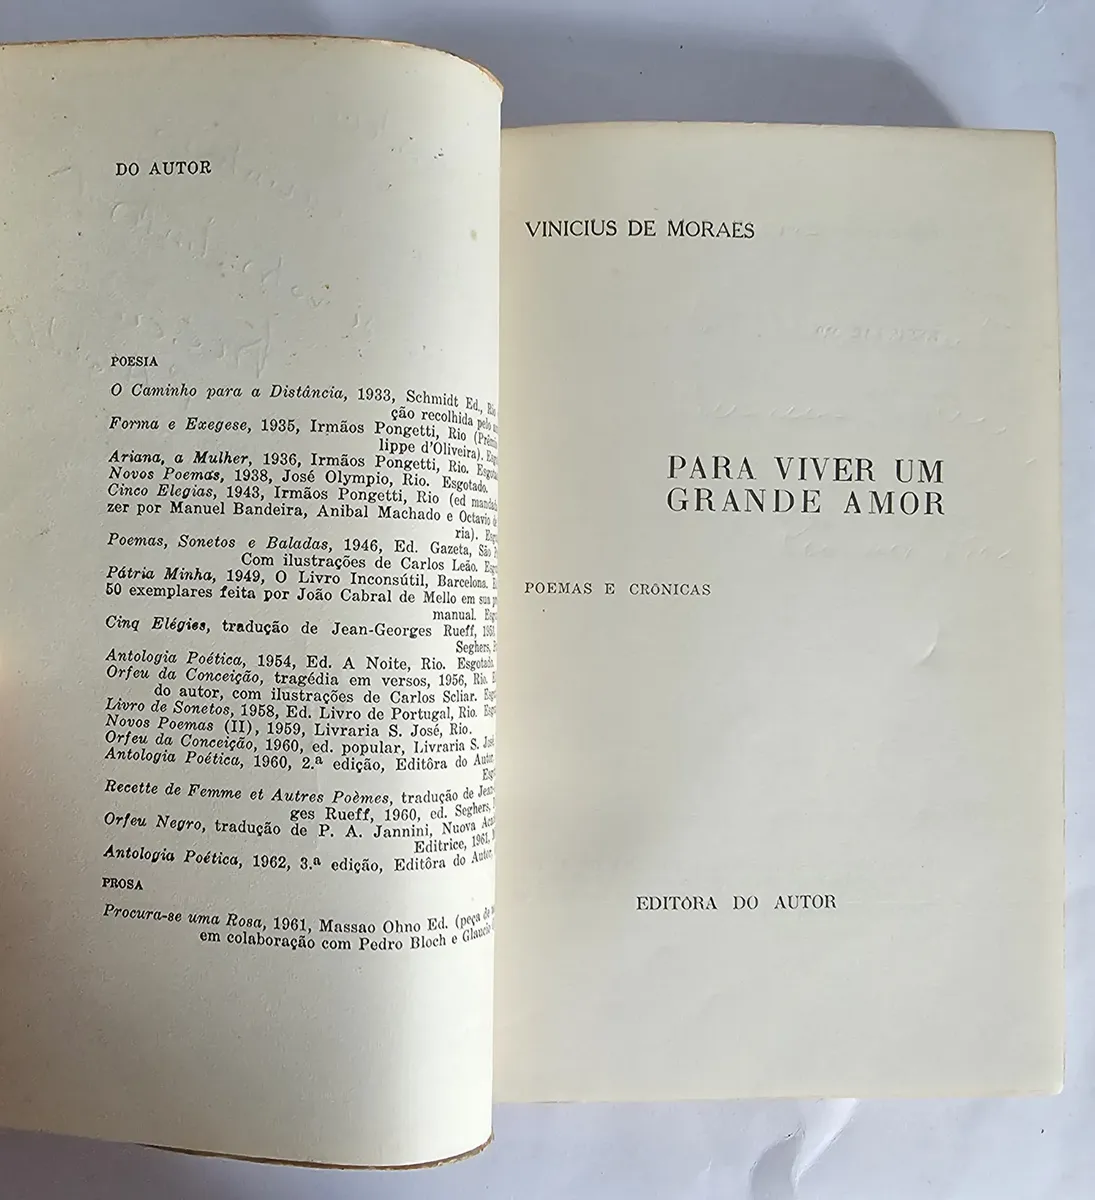 DO AUTOR
POESIA
O Caminho para a Distância, 1933, Schmidt Ed.,
ção recolhida pelo
Forma e Exegese, 1935, Irmãos Pongetti, Rio
lippe d'Oliveira).
Ariana, a Mulher, 1936, Irmãos Pongetti, Rio.
Novos Poemas, 1938, José Olympio, Rio. Esgotado.
Cinco Elegias, 1943, Irmãos Pongetti, Rio (ed
zer por Manuel Bandeira, Anibal Machado e Octavio
ria).
Poemas, Sonetos e Baladas, 1946, Ed. Gazeta, São
Com ilustrações de Carlos Leão.
Pátria Minha, 1949, O Livro Inconsútil, Barcelona.
50 exemplares feita por João Cabral de Mello em sua
manual.
Cinq Elégies, tradução de Jean-Georges Rueff,
Seghers,
Antologia Poética, 1954, Ed. A Noite, Rio. Esgotado.
Orfeu da Conceição, tragédia em versos, 1956, Rio.
do autor, com ilustrações de Carlos Scliar.
Livro de Sonetos, 1958, Ed. Livro de Portugal, Rio.
Novos Poemas (II), 1959, Livraria S. José, Rio.
Orfeu da Conceição, 1960, ed. popular, Livraria S. José
Antologia Poética, 1960, 2.ª edição, Editôra do Autor,
Recette de Femme et Autres Poèmes, tradução de
ges Rueff, 1960, ed. Seghers,
Orfeu Negro, tradução de P. A. Jannini, Nuova
Editrice, 1961,
Antologia Poética, 1962, 3.ª edição, Editôra do Autor,
PROSA
Procura-se uma Rosa, 1961, Massao Ohno Ed. (peça de
em colaboração com Pedro Bloch e
VINICIUS DE MORAES
PARA VIVER UM
GRANDE AMOR
POEMAS E CRÔNICAS
EDITÔRA DO AUTOR